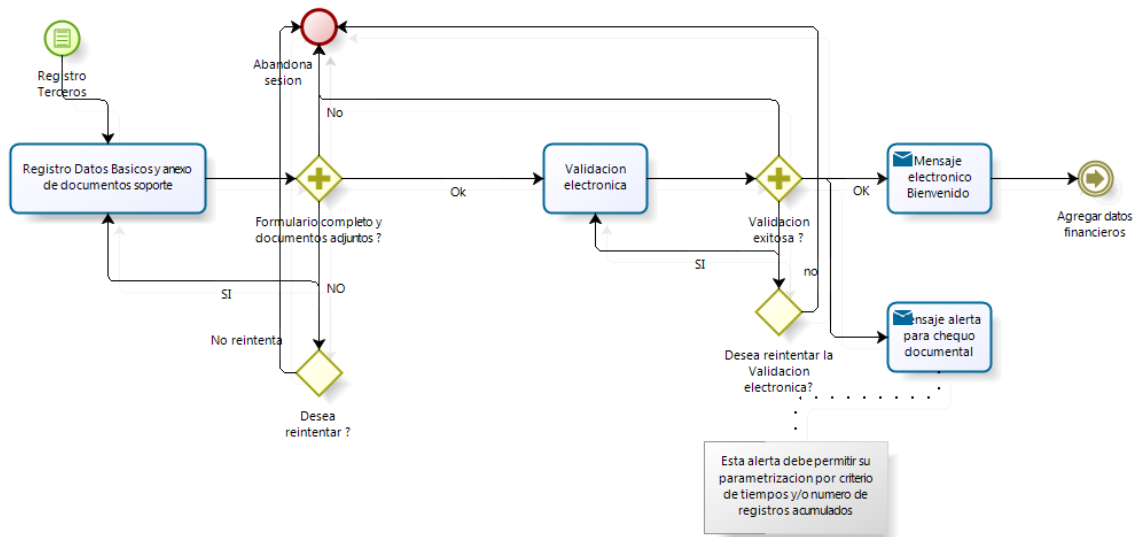 Registro
Terceros
Abandona
sesion
No
Registro Datos Basicos y anexo
de documentos soporte
Formulario completo y
documentos adjuntos ?
Ok
Validacion
electronica
Validacion
exitosa ?
OK
Mensaje
electronico
Bienvenido
Agregar datos
financieros
SI
NO
No reintenta
Desea
reintentar ?
SI
no
Desea reintentar la
Validacion
electronica?
Mensaje alerta
para chequo
documental
Esta alerta debe permitir su
parametrizacion por criterio
de tiempos y/o numero de
registros acumulados